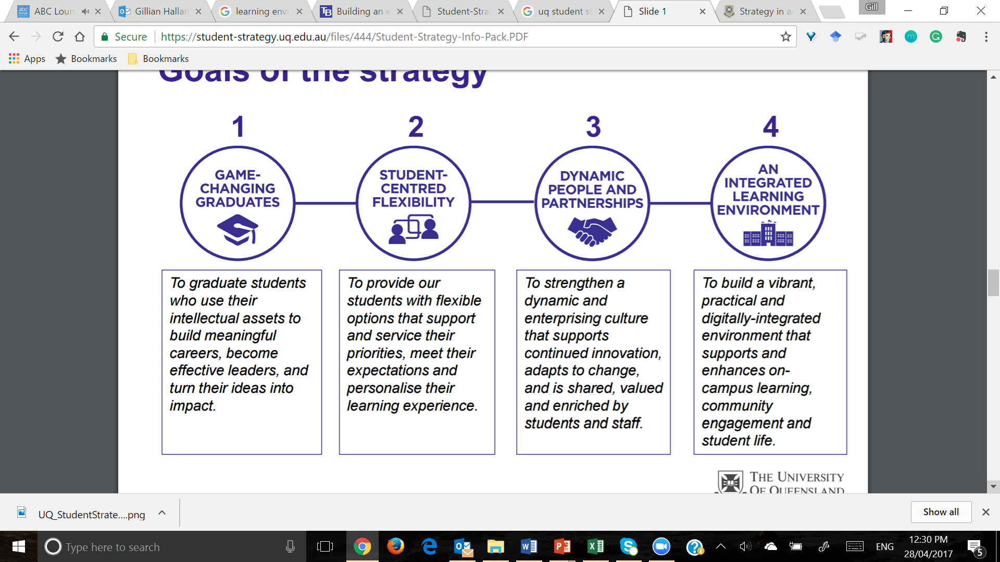 ABC Loun
Gillian Hallan
learning envi
Building an e
Student-Strat
uq student st
Slide 1
Strategy in a
Gill
Secure
https://student-strategy.uq.edu.au/files/444/Student-Strategy-Info-Pack.PDF
Apps
Bookmarks
Bookmarks
Goals of the strategy
1
2
3
4
GAME-
CHANGING
GRADUATES
STUDENT-
CENTRED
FLEXIBILITY
DYNAMIC
PEOPLE AND
PARTNERSHIPS
AN
INTEGRATED
LEARNING
ENVIRONMENT
To graduate students
who use their
intellectual assets to
build meaningful
careers, become
effective leaders, and
turn their ideas into
impact.
To provide our
students with flexible
options that support
and service their
priorities, meet their
expectations and
personalise their
learning experience.
To strengthen a
dynamic and
enterprising culture
that supports
continued innovation,
adapts to change,
and is shared, valued
and enriched by
students and staff.
To build a vibrant,
practical and
digitally-integrated
environment that
supports and
enhances on-
campus learning,
community
engagement and
student life.
THE UNIVERSITY
OF QUEENSLAND
UQ_StudentStrate....png
Show all
Type here to search
ENG
12:30 PM
28/04/2017
5